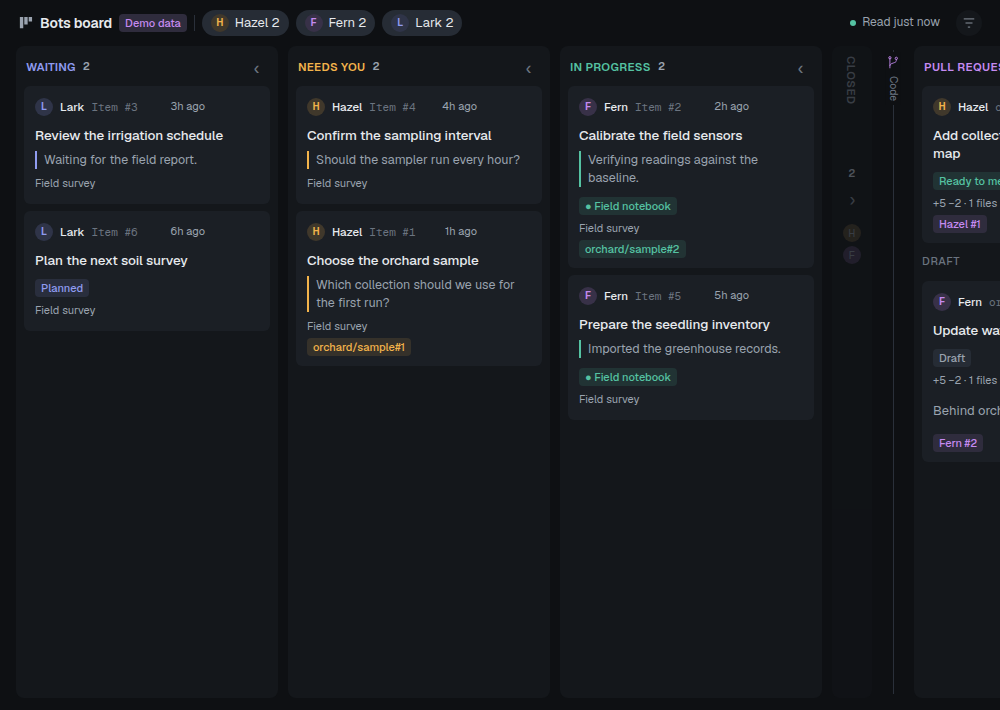 Bots board Demo data H Hazel 2 F Fern 2 L Lark 2 Read just now
WAITING 2
L Lark Item #3 3h ago
Review the irrigation schedule
Waiting for the field report.
Field survey
L Lark Item #6 6h ago
Plan the next soil survey
Planned
Field survey
NEEDS YOU 2
H Hazel Item #4 4h ago
Confirm the sampling interval
Should the sampler run every hour?
Field survey
H Hazel Item #1 1h ago
Choose the orchard sample
Which collection should we use for
the first run?
Field survey
orchard/sample#1
IN PROGRESS 2
F Fern Item #2 2h ago
Calibrate the field sensors
Verifying readings against the
baseline.
Field notebook
Field survey
orchard/sample#2
F Fern Item #5 5h ago
Prepare the seedling inventory
Imported the greenhouse records.
Field notebook
Field survey
CLOSED
2
H
F
Code
PULL REQUES
H Hazel
Add collec
map
Ready to me
+5 −2 · 1 files
Hazel #1
DRAFT
F Fern
Update wa
Draft
+5 −2 · 1 files
Behind orch
Fern #2